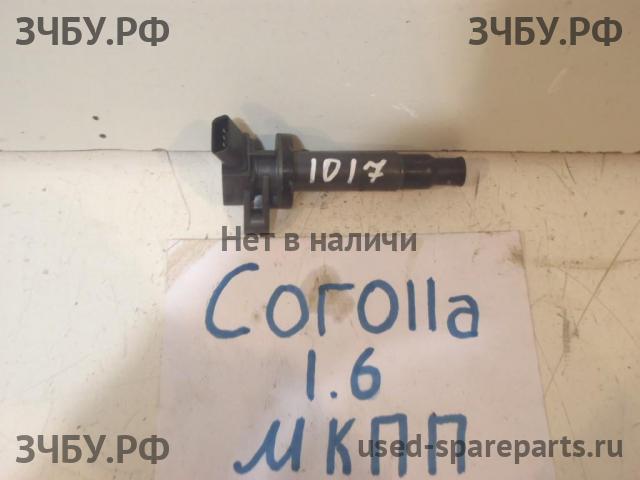 ЗЧБУ.РФ ЗЧБУ.РФ
1017
Нет в наличи
Corolla
1.6
МКПП
ЗЧБУ.РФ used-spareparts.ru